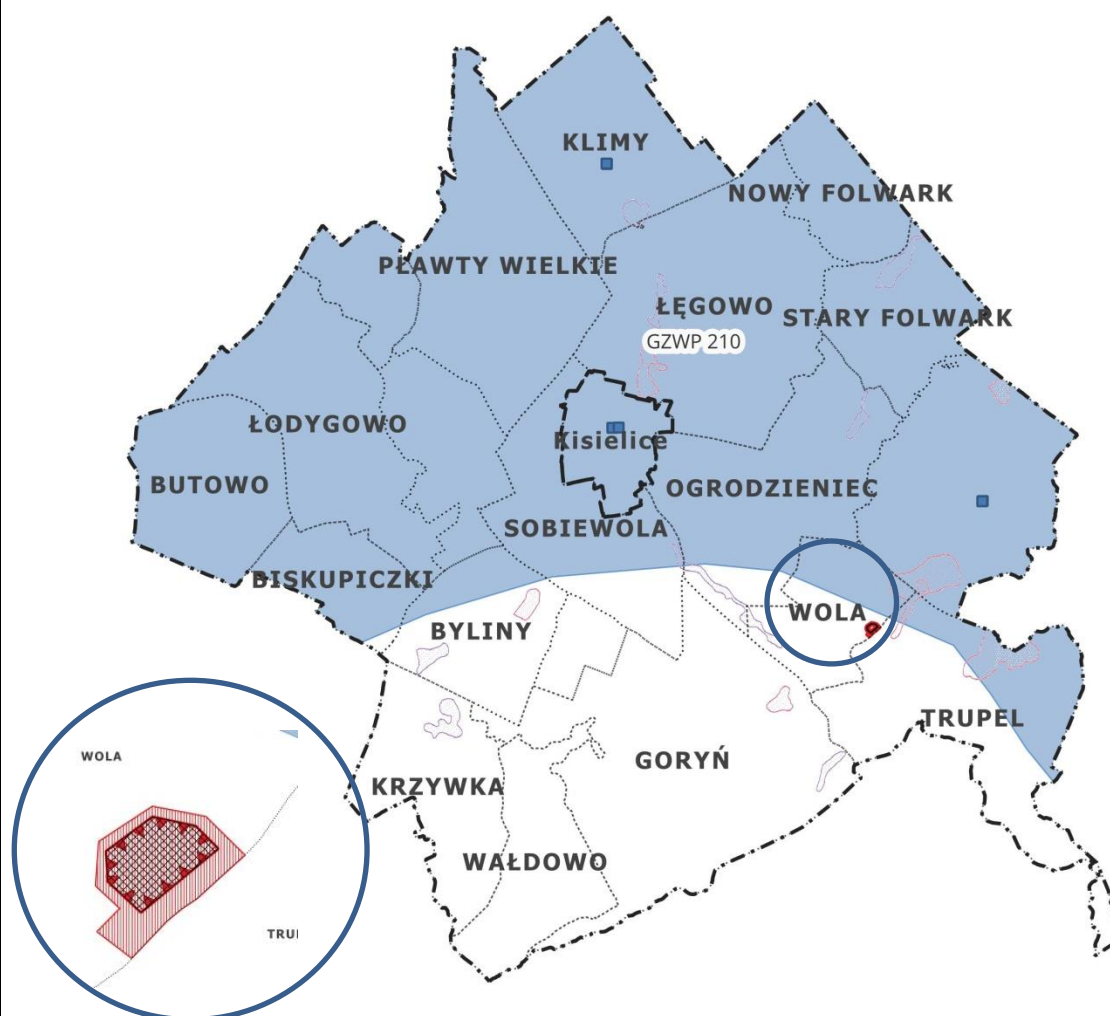 KLIMY
NOWY FOLWARK
PŁAWTY WIELKIE
ŁĘGOWO
STARY FOLWARK
GZWP 210
ŁODYGOWO
Kisielice
BUTOWO
OGRODZIENIEC
SOBIEWOLA
BISKUPICZKI
WOLA
BYLINY
TRUPEL
GORYŃ
KRZYWKA
WAŁDOWO
WOLA
TRU